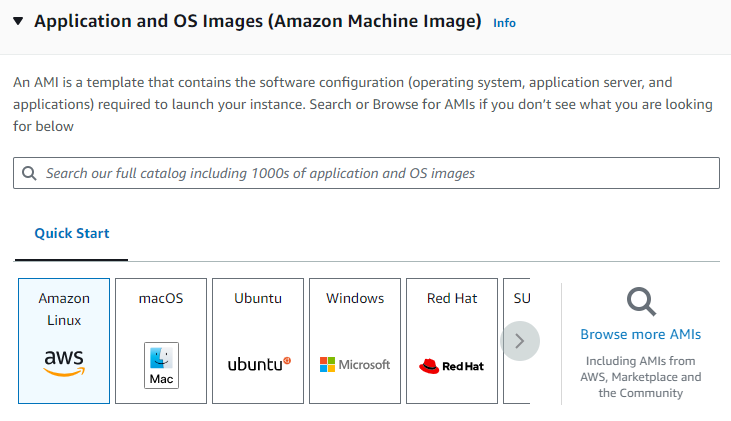 Application and OS Images (Amazon Machine Image) Info
An AMI is a template that contains the software configuration (operating system, application server, and
applications) required to launch your instance. Search or Browse for AMIs if you don't see what you are looking
for below
Search our full catalog including 1000s of application and OS images
Quick Start
Amazon
Linux
aws
macOS
Mac
Ubuntu
ubuntu
Windows
Microsoft
Red Hat
Red Hat
SU
Browse more AMIs
Including AMIs from
AWS, Marketplace and
the Community